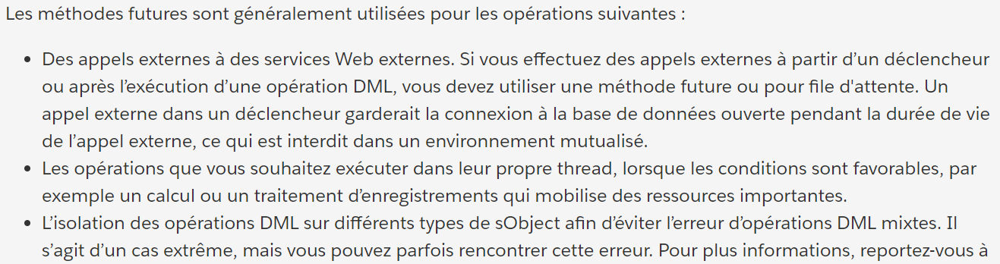 Les méthodes futures sont généralement utilisées pour les opérations suivantes :
• Des appels externes à des services Web externes. Si vous effectuez des appels externes à partir d’un déclencheur
ou après l’exécution d’une opération DML, vous devez utiliser une méthode future ou pour file d'attente. Un
appel externe dans un déclencheur garderait la connexion à la base de données ouverte pendant la durée de vie
de l’appel externe, ce qui est interdit dans un environnement mutualisé.
• Les opérations que vous souhaitez exécuter dans leur propre thread, lorsque les conditions sont favorables, par
exemple un calcul ou un traitement d’enregistrements qui mobilise des ressources importantes.
• L’isolation des opérations DML sur différents types de sObject afin d’éviter l’erreur d’opérations DML mixtes. Il
s’agit d’un cas extrême, mais vous pouvez parfois rencontrer cette erreur. Pour plus informations, reportez-vous à